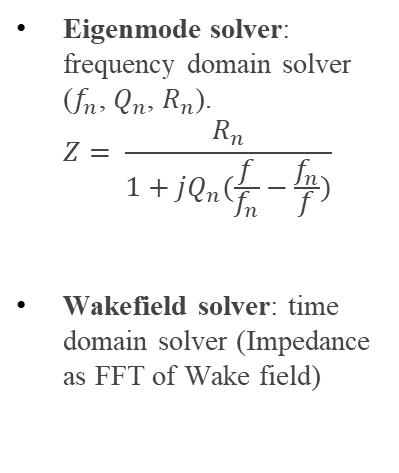 • Eigenmode solver:
frequency domain solver
(fₙ, Qₙ, Rₙ).
Z = Rₙ / (1 + jQₙ(f/fₙ − fₙ/f))
• Wakefield solver: time
domain solver (Impedance
as FFT of Wake field)